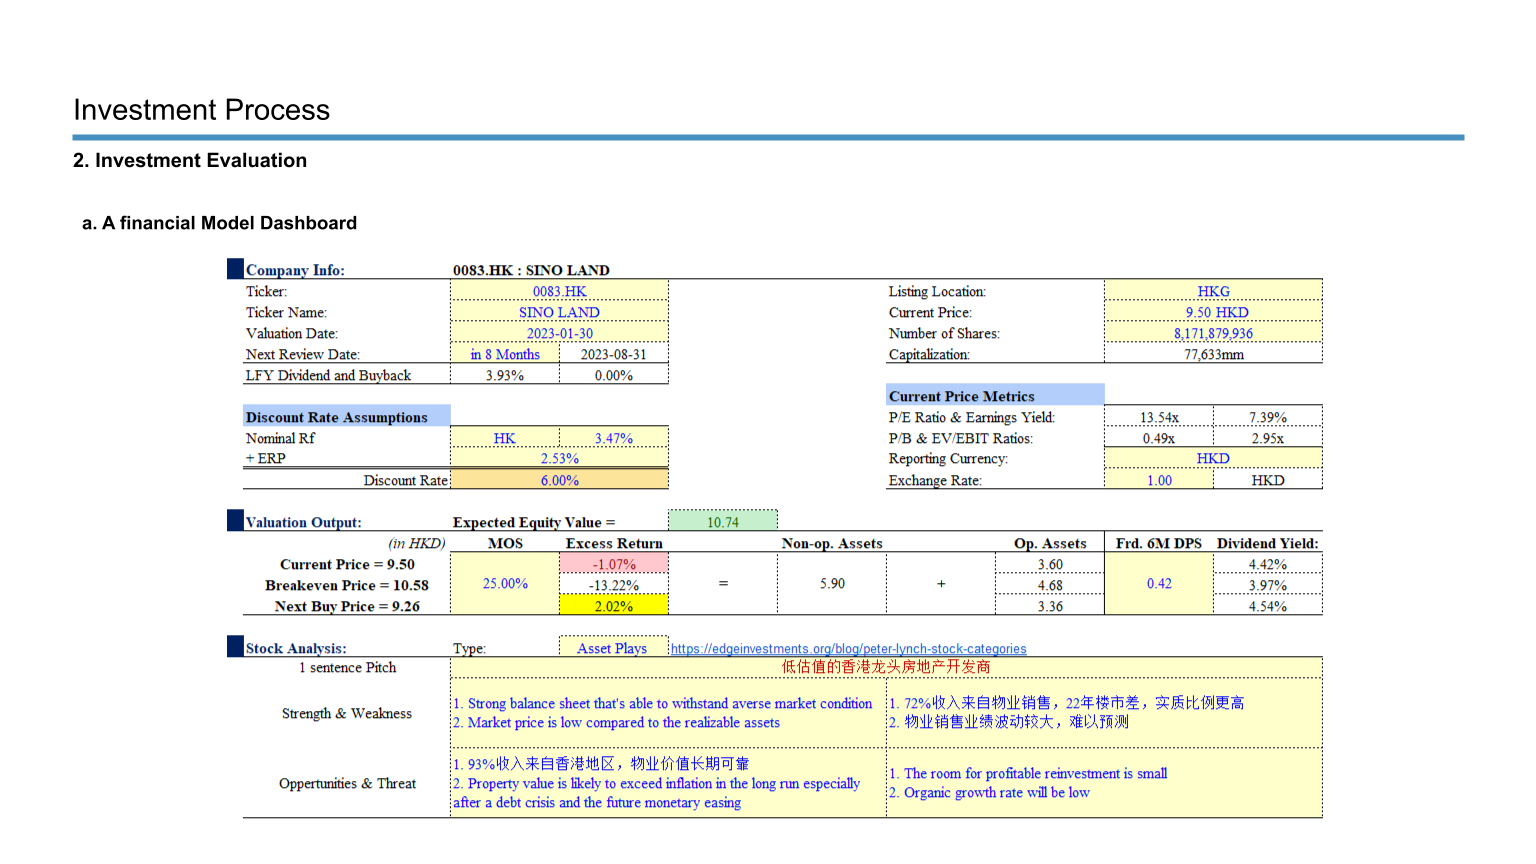 Investment Process
2. Investment Evaluation
a. A financial Model Dashboard
Company Info: 0083.HK : SINO LAND
Ticker: 0083.HK Listing Location: HKG
Ticker Name: SINO LAND Current Price: 9.50 HKD
Valuation Date: 2023-01-30 Number of Shares: 8,171,879,936
Next Review Date: in 8 Months 2023-08-31 Capitalization: 77,633mm
LFY Dividend and Buyback 3.93% 0.00%
Current Price Metrics
Discount Rate Assumptions P/E Ratio & Earnings Yield: 13.54x 7.39%
Nominal Rf HK 3.47% P/B & EV/EBIT Ratios: 0.49x 2.95x
+ ERP 2.53% Reporting Currency: HKD
Discount Rate 6.00% Exchange Rate: 1.00 HKD
Valuation Output: Expected Equity Value = 10.74
(in HKD) MOS Excess Return Non-op. Assets Op. Assets Frd. 6M DPS Dividend Yield:
Current Price = 9.50 -1.07% 3.60 4.42%
Breakeven Price = 10.58 25.00% -13.22% = 5.90 + 4.68 0.42 3.97%
Next Buy Price = 9.26 2.02% 3.36 4.54%
Stock Analysis: Type: Asset Plays https://edgeinvestments.org/blog/peter-lynch-stock-categories
1 sentence Pitch 低估值的香港龙头房地产开发商
Strength & Weakness
1. Strong balance sheet that's able to withstand averse market condition
2. Market price is low compared to the realizable assets
1. 72%收入来自物业销售，22年楼市差，实质比例更高
2. 物业销售业绩波动较大，难以预测
Oppertunities & Threat
1. 93%收入来自香港地区，物业价值长期可靠
2. Property value is likely to exceed inflation in the long run especially
after a debt crisis and the future monetary easing
1. The room for profitable reinvestment is small
2. Organic growth rate will be low